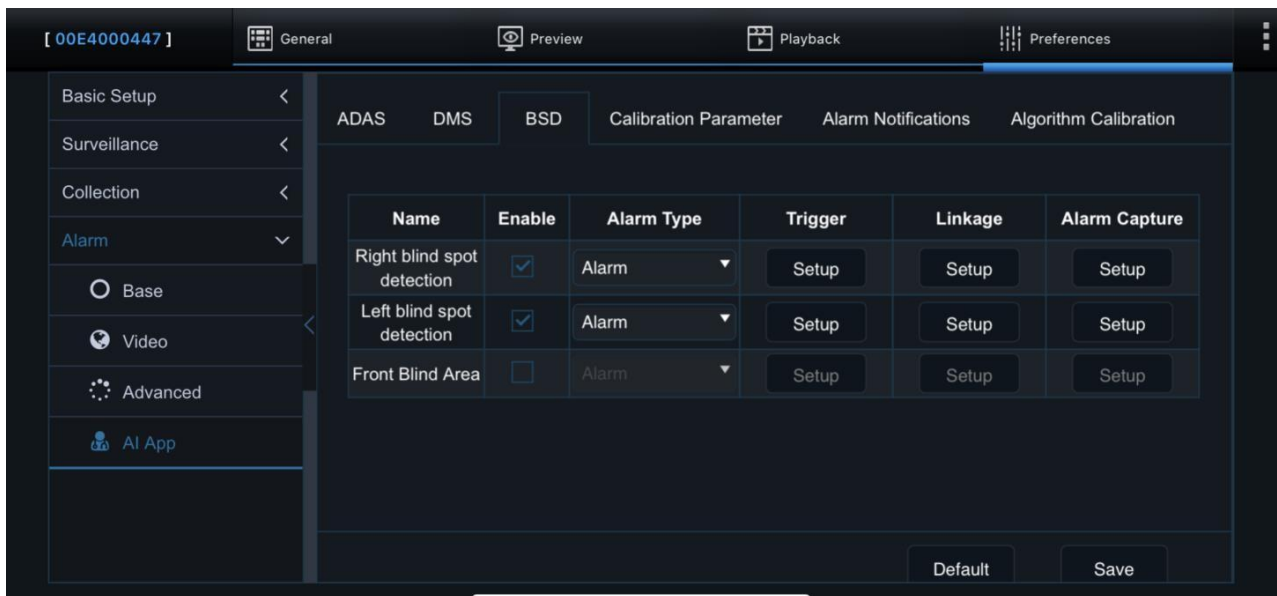 [ 00E4000447 ]
General
Preview
Playback
Preferences
Basic Setup
Surveillance
Collection
Alarm
Base
Video
Advanced
AI App
ADAS
DMS
BSD
Calibration Parameter
Alarm Notifications
Algorithm Calibration
Name Enable Alarm Type Trigger Linkage Alarm Capture
Right blind spot
detection
Alarm Setup Setup Setup
Left blind spot
detection
Alarm Setup Setup Setup
Front Blind Area Alarm Setup Setup Setup
Default Save